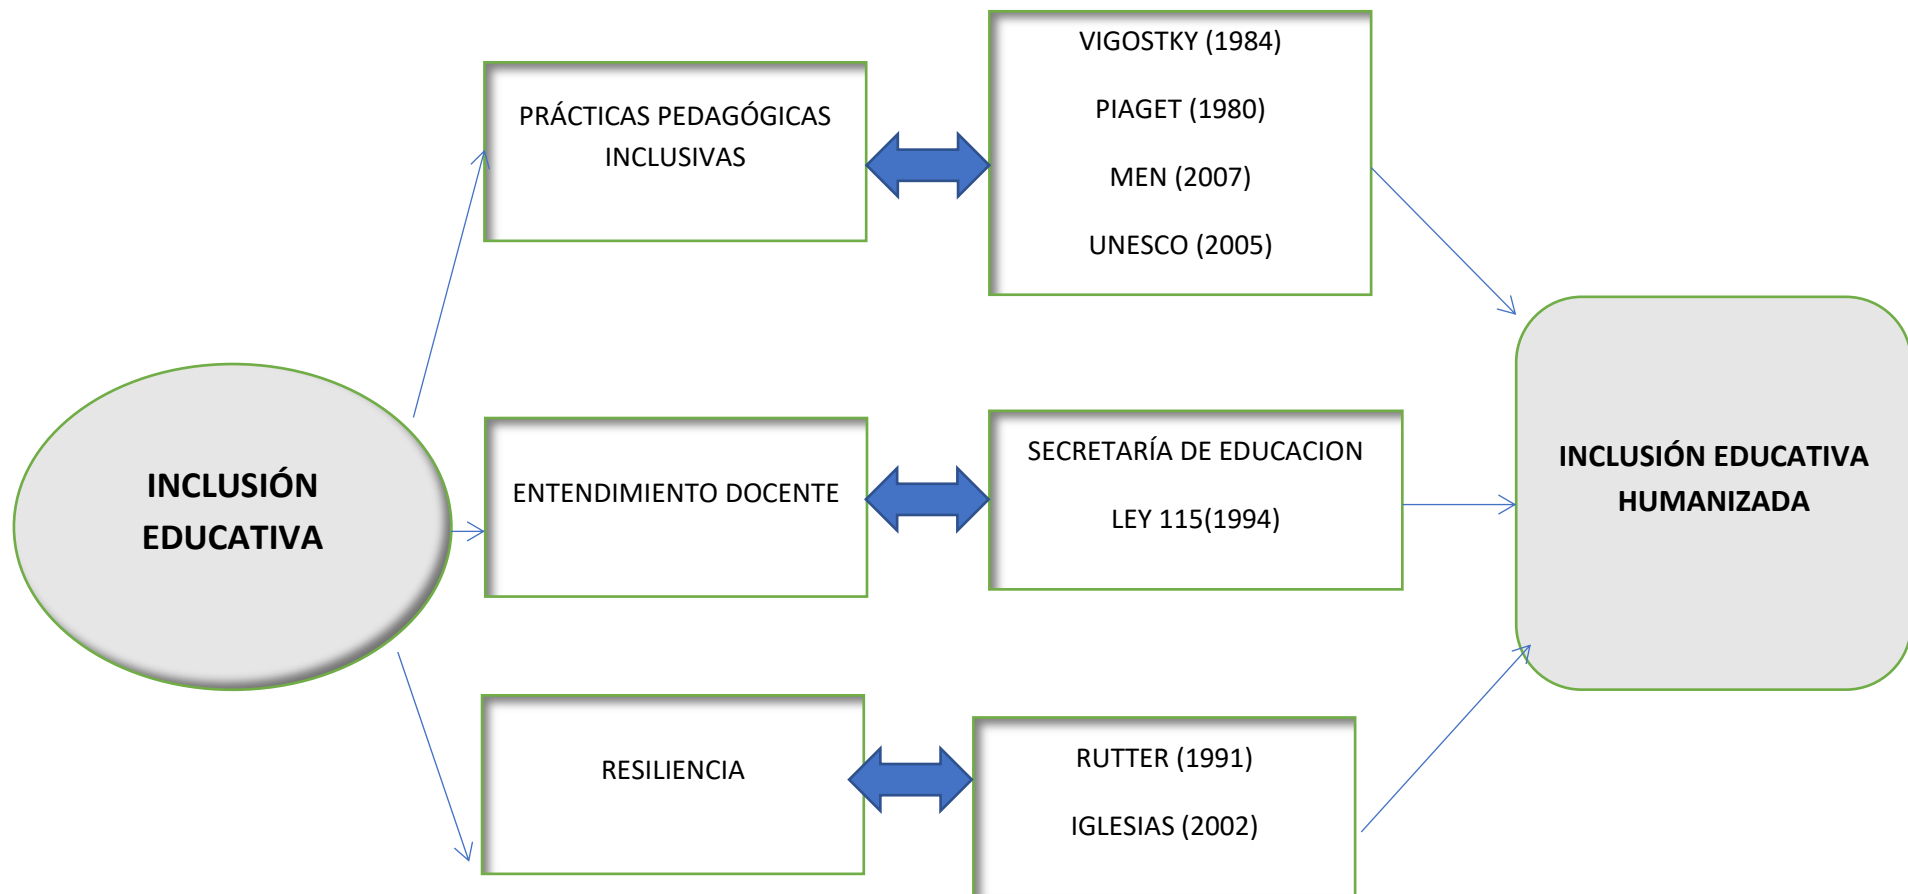 VIGOSTKY (1984)
PIAGET (1980)
MEN (2007)
UNESCO (2005)
PRÁCTICAS PEDAGÓGICAS
INCLUSIVAS
INCLUSIÓN
EDUCATIVA
ENTENDIMIENTO DOCENTE
SECRETARÍA DE EDUCACION
LEY 115(1994)
INCLUSIÓN EDUCATIVA
HUMANIZADA
RESILIENCIA
RUTTER (1991)
IGLESIAS (2002)